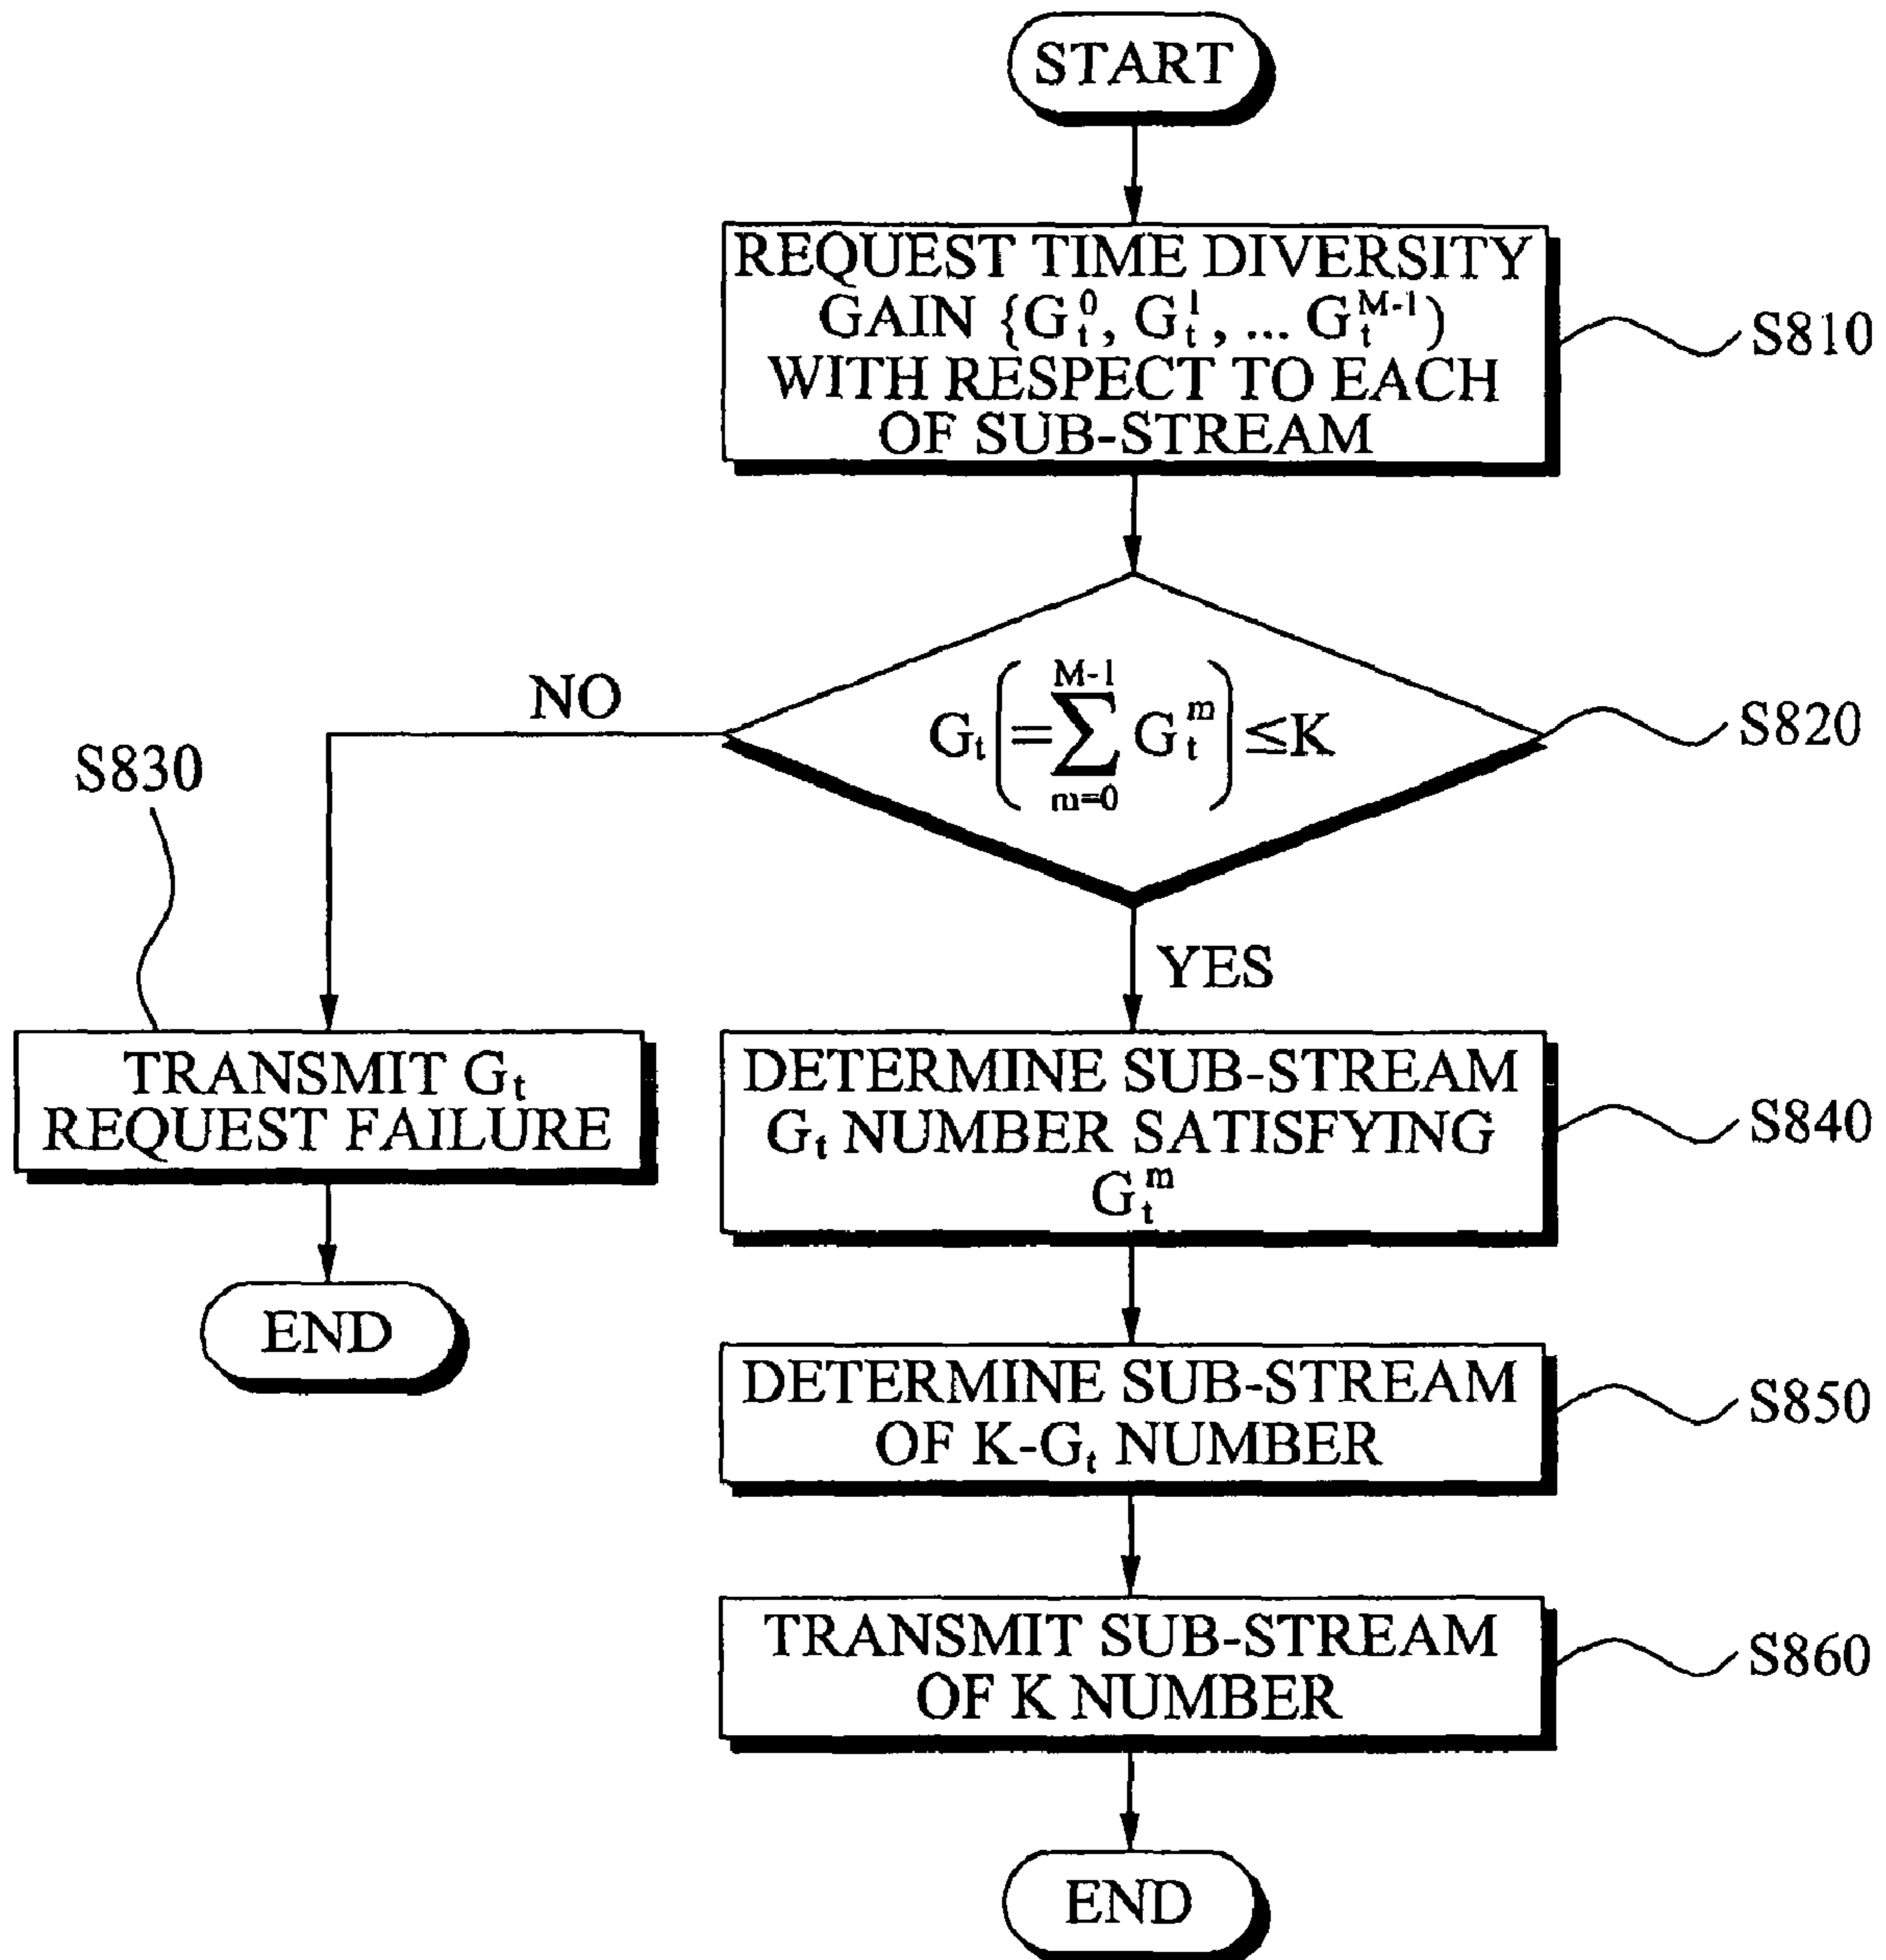 START
REQUEST TIME DIVERSITY
GAIN {G_t^0, G_t^1, ... G_t^{M-1})
WITH RESPECT TO EACH
OF SUB-STREAM
S810
G_t(=∑_{m=0}^{M-1} G_t^m)≤K
S820
NO
YES
S830
TRANSMIT G_t
REQUEST FAILURE
END
DETERMINE SUB-STREAM
G_t NUMBER SATISFYING
G_t^m
S840
DETERMINE SUB-STREAM
OF K-G_t NUMBER
S850
TRANSMIT SUB-STREAM
OF K NUMBER
S860
END